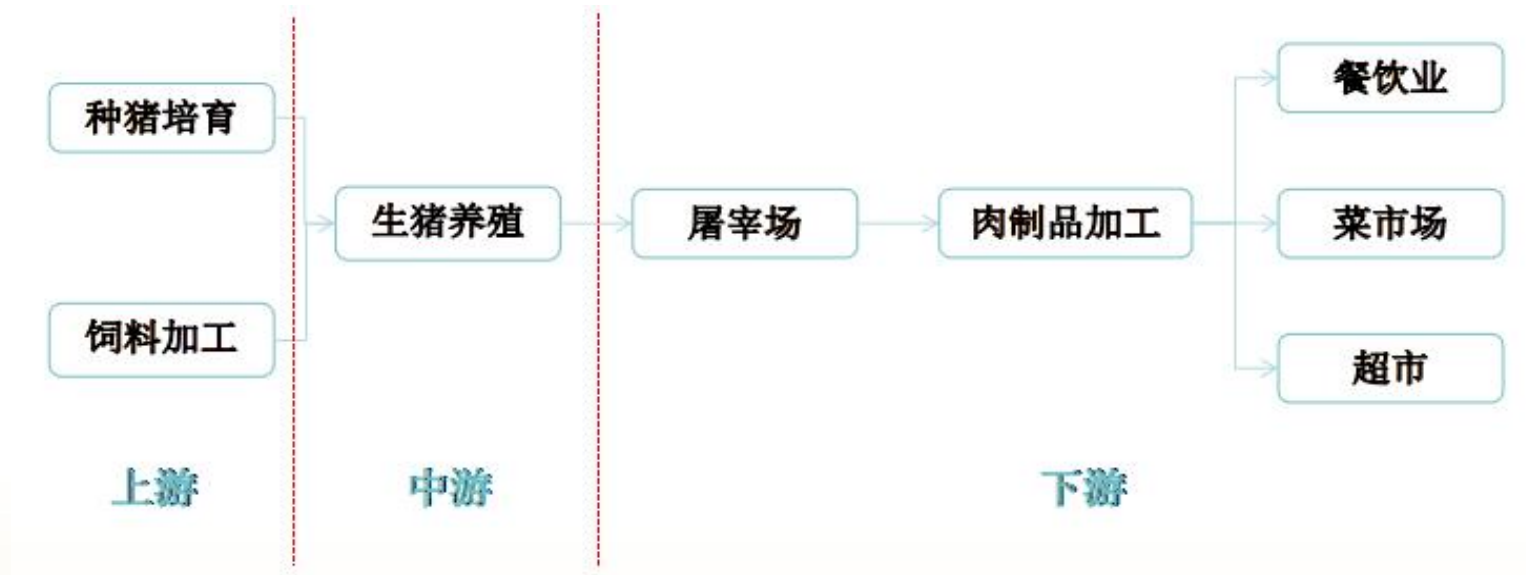 种猪培育
饲料加工
生猪养殖
屠宰场
肉制品加工
餐饮业
菜市场
超市
上游
中游
下游